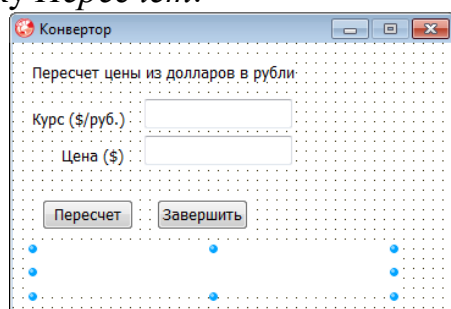 Конвертор
Пересчет цены из долларов в рубли
Курс ($/руб.)
Цена ($)
Пересчет
Завершить